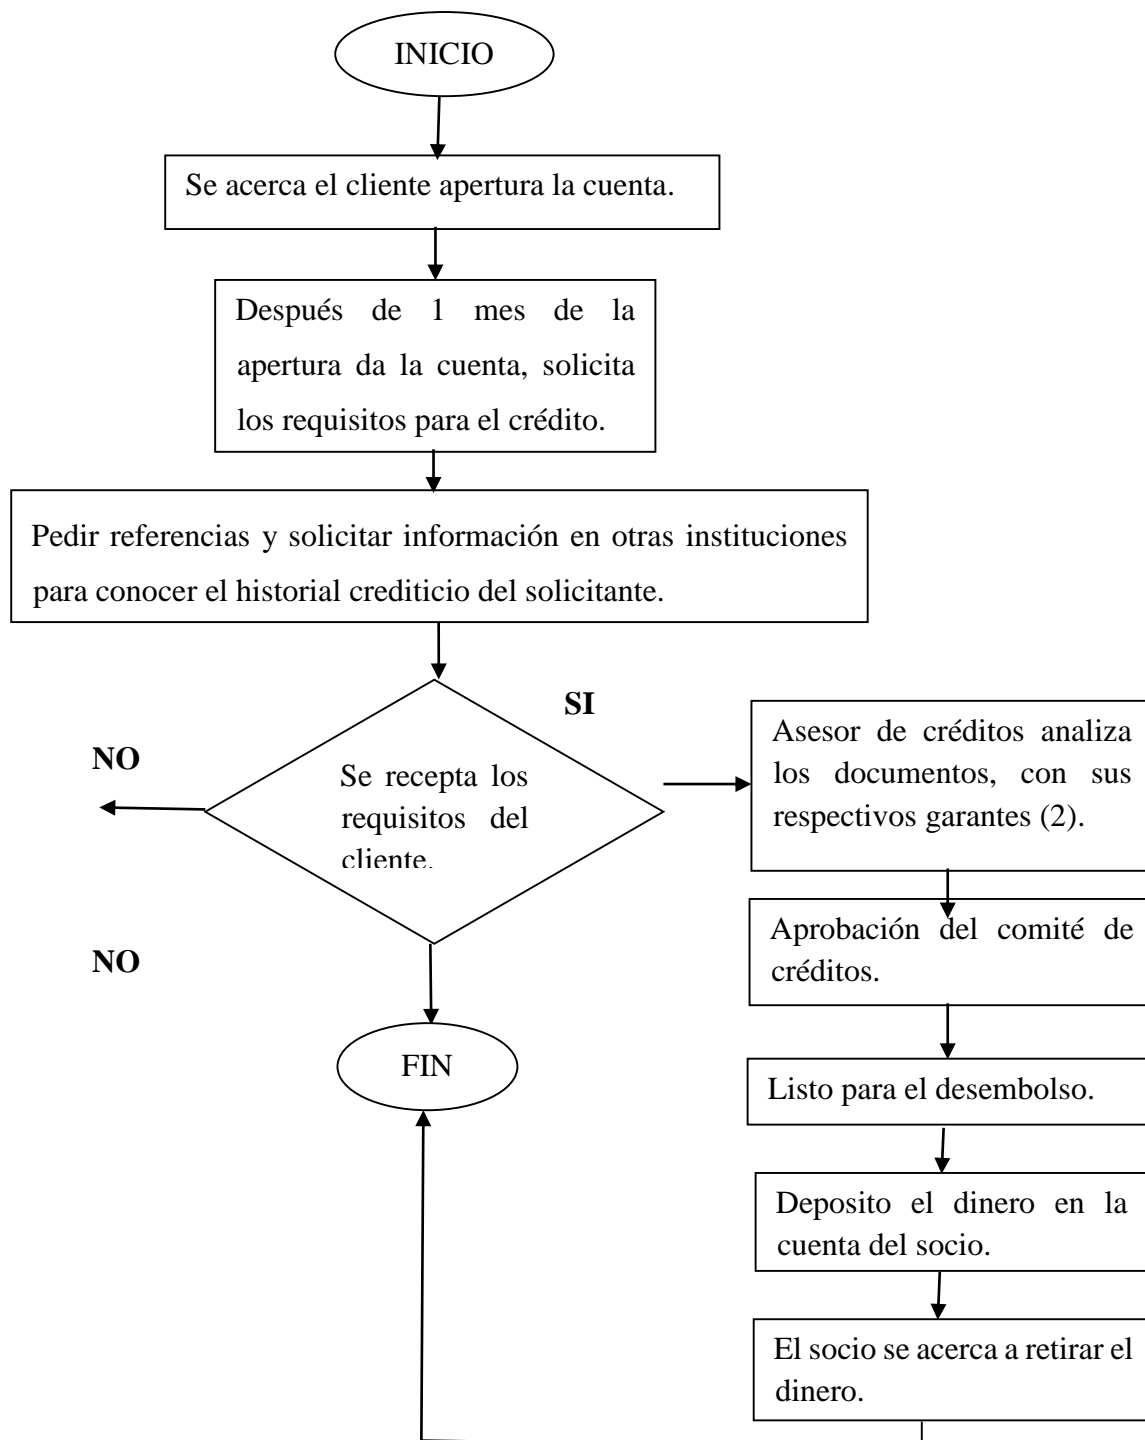 INICIO
Se acerca el cliente apertura la cuenta.
Después de 1 mes de la
apertura da la cuenta, solicita
los requisitos para el crédito.
Pedir referencias y solicitar información en otras instituciones
para conocer el historial crediticio del solicitante.
SI
NO
Se recepta los
requisitos del
cliente.
Asesor de créditos analiza
los documentos, con sus
respectivos garantes (2).
Aprobación del comité de
créditos.
NO
FIN
Listo para el desembolso.
Deposito el dinero en la
cuenta del socio.
El socio se acerca a retirar el
dinero.